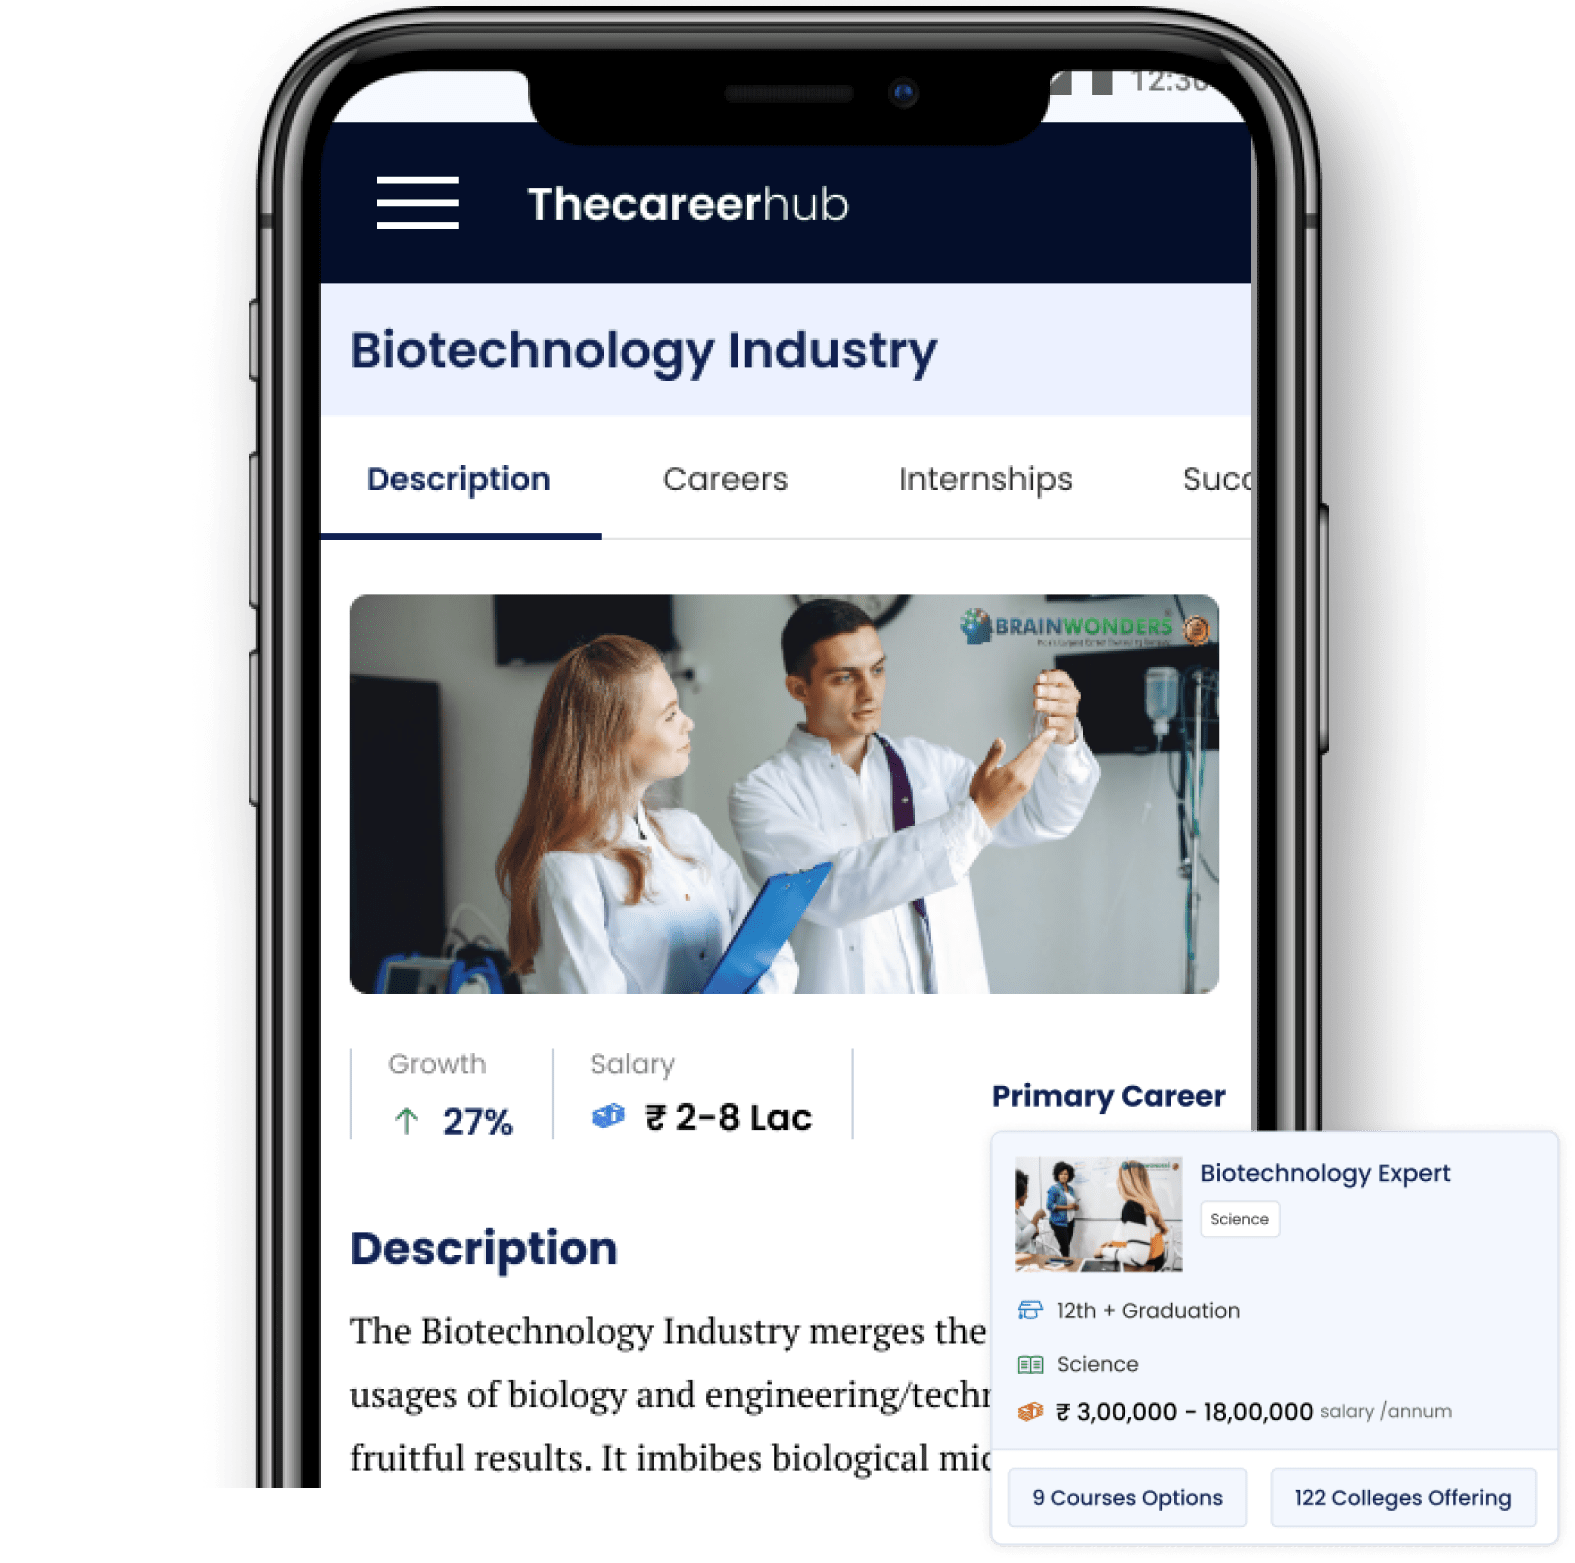 12:30
Thecareerhub
Biotechnology Industry
Description Careers Internships Succ
BRAINWONDERS
Growth
27%
Salary
₹ 2-8 Lac
Description
The Biotechnology Industry merges the
usages of biology and engineering/techn
fruitful results. It imbibes biological mic
Primary Career
Biotechnology Expert
Science
12th + Graduation
Science
₹ 3,00,000 - 18,00,000 salary /annum
9 Courses Options
122 Colleges Offering